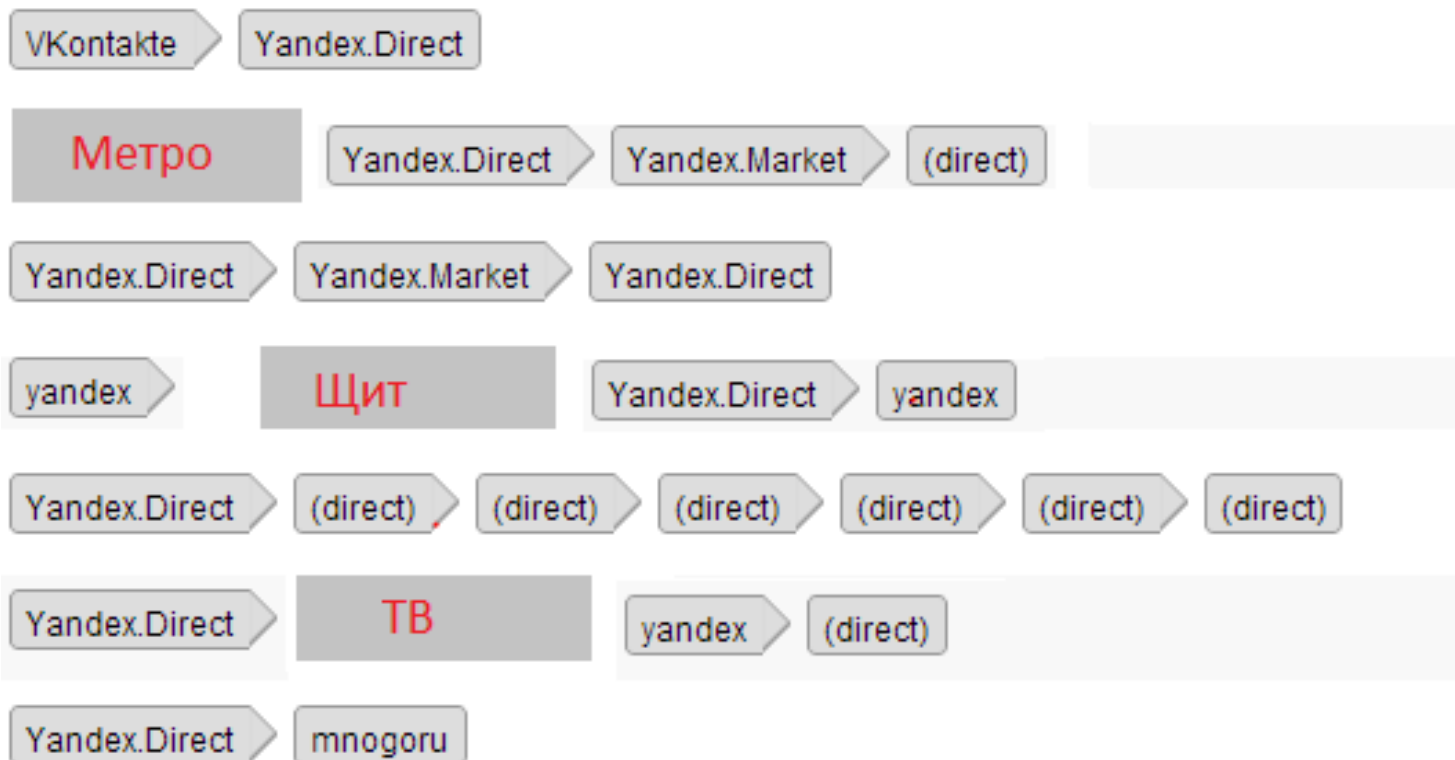 VKontakte Yandex.Direct
Метро Yandex.Direct Yandex.Market (direct)
Yandex.Direct Yandex.Market Yandex.Direct
yandex Щит Yandex.Direct yandex
Yandex.Direct (direct) (direct) (direct) (direct) (direct) (direct)
Yandex.Direct ТВ yandex (direct)
Yandex.Direct mnogoru